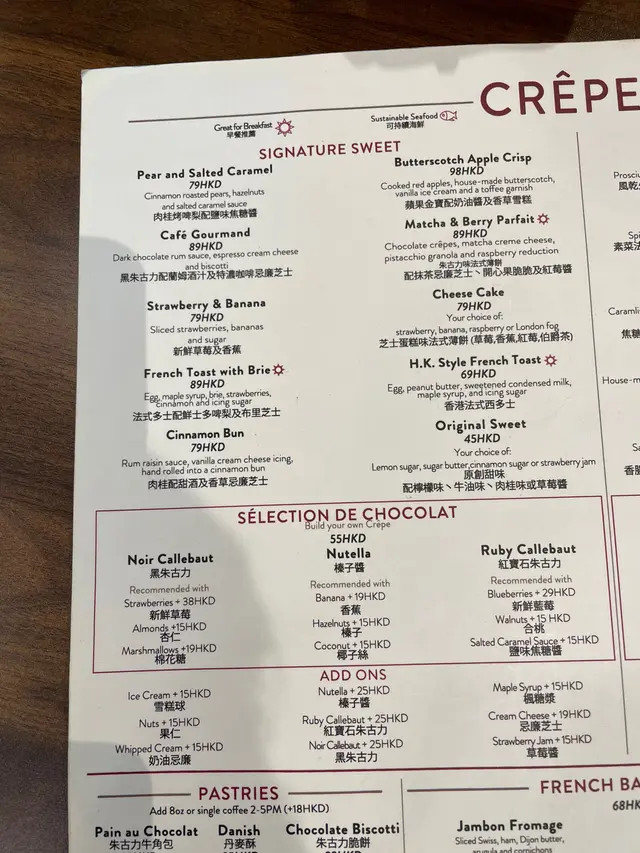 CRÊPE
Great for Breakfast
早餐推薦
Sustainable Seafood
可持續海鮮
SIGNATURE SWEET
Pear and Salted Caramel
79HKD
Cinnamon roasted pears, hazelnuts
and salted caramel sauce
肉桂烤啤梨配鹽味焦糖醬
Café Gourmand
89HKD
Dark chocolate rum sauce, espresso cream cheese
and biscotti
黑朱古力配蘭姆酒汁及特濃咖啡忌廉芝士
Strawberry & Banana
79HKD
Sliced strawberries, bananas
and sugar
新鮮草莓及香蕉
French Toast with Brie
89HKD
Egg, maple syrup, brie, strawberries,
cinnamon and icing sugar
法式多士配鮮士多啤梨及布里芝士
Cinnamon Bun
79HKD
Rum raisin sauce, vanilla cream cheese icing,
hand rolled into a cinnamon bun
肉桂配甜酒及香草忌廉芝士
Butterscotch Apple Crisp
98HKD
Cooked red apples, house-made butterscotch,
vanilla ice cream and a toffee garnish
蘋果金寶配奶油醬及香草雪糕
Matcha & Berry Parfait
89HKD
Chocolate crêpes, matcha creme cheese,
pistacchio granola and raspberry reduction
朱古力味法式薄餅
配抹茶忌廉芝士、開心果脆脆及紅莓醬
Cheese Cake
79HKD
Your choice of:
strawberry, banana, raspberry or London fog
芝士蛋糕味法式薄餅 (草莓,香蕉,紅莓,伯爵茶)
H.K. Style French Toast
69HKD
Egg, peanut butter, sweetened condensed milk,
maple syrup, and icing sugar
香港法式西多士
Original Sweet
45HKD
Your choice of:
Lemon sugar, sugar butter,cinnamon sugar or strawberry jam
原創甜味
配檸檬味、牛油味、肉桂味或草莓醬
SÉLECTION DE CHOCOLAT
Build your own Crêpe
55HKD
Noir Callebaut
黑朱古力
Recommended with
Strawberries + 38HKD
新鮮草莓
Almonds +15HKD
杏仁
Marshmallows +19HKD
棉花糖
Nutella
榛子醬
Recommended with
Banana + 19HKD
香蕉
Hazelnuts + 15HKD
榛子
Coconut + 15HKD
椰子絲
Ruby Callebaut
紅寶石朱古力
Recommended with
Blueberries + 29HKD
新鮮藍莓
Walnuts + 15 HKD
合桃
Salted Caramel Sauce + 15HKD
鹽味焦糖醬
ADD ONS
Ice Cream + 15HKD
雪糕球
Nuts + 15HKD
果仁
Whipped Cream + 15HKD
奶油忌廉
Nutella + 25HKD
榛子醬
Ruby Callebaut + 25HKD
紅寶石朱古力
Noir Callebaut + 25HKD
黑朱古力
Maple Syrup + 15HKD
楓糖漿
Cream Cheese + 19HKD
忌廉芝士
Strawberry Jam + 15HKD
草莓醬
PASTRIES
Add 8oz or single coffee 2-5PM (+18HKD)
Pain au Chocolat
朱古力牛角包
Danish
丹麥酥
Chocolate Biscotti
朱古力脆餅
FRENCH BA
68HK
Jambon Fromage
Sliced Swiss, ham, Dijon butter,
arugula and cornichons
Prosciu
風乾
Spi
素菜法
Caramli
焦糖
House-m
Sa
香脆